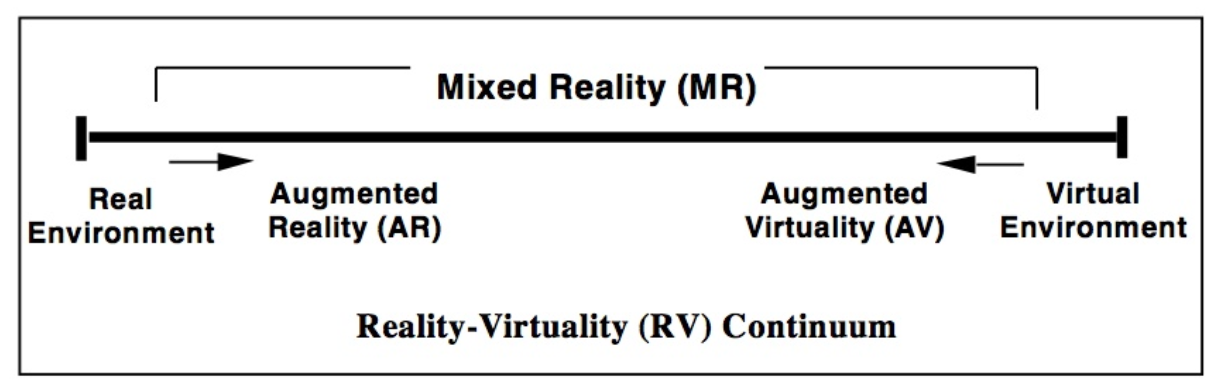 Mixed Reality (MR)
Real
Environment
Augmented
Reality (AR)
Augmented
Virtuality (AV)
Virtual
Environment
Reality-Virtuality (RV) Continuum